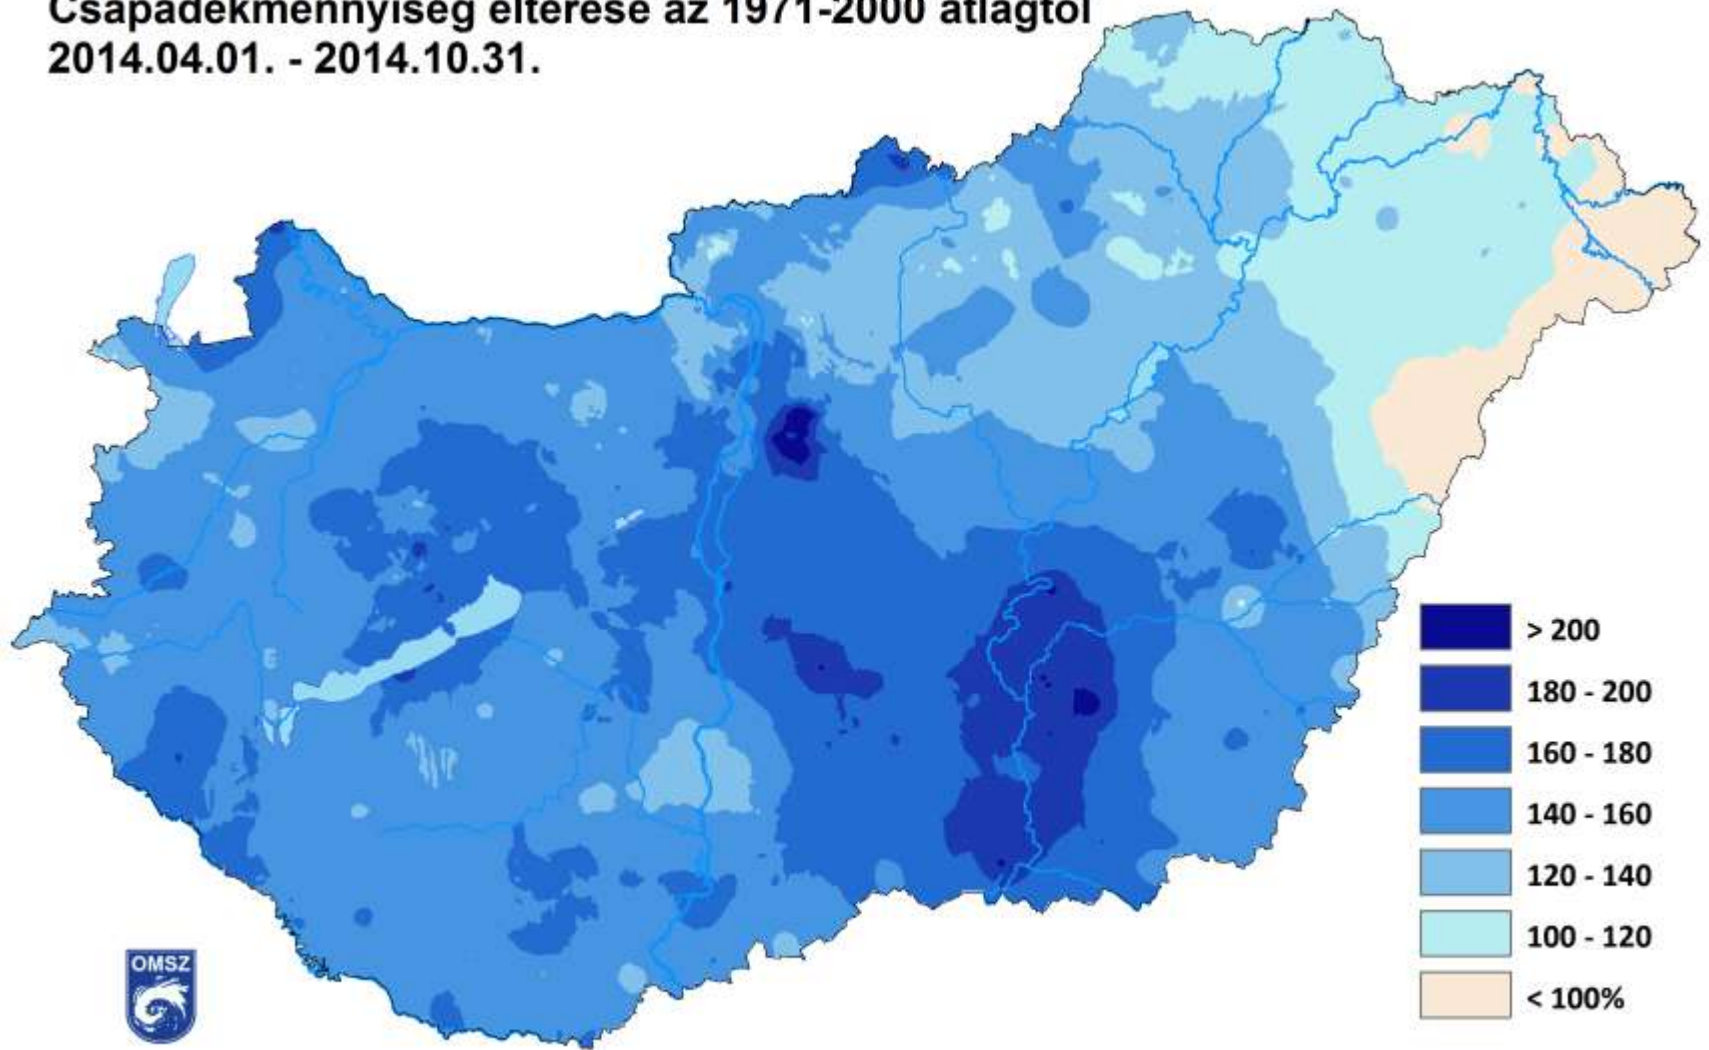 Csapadékmennyiség eltérése az 1971-2000 átlagtól
2014.04.01. - 2014.10.31.
> 200
180 - 200
160 - 180
140 - 160
120 - 140
100 - 120
< 100%
OMSZ